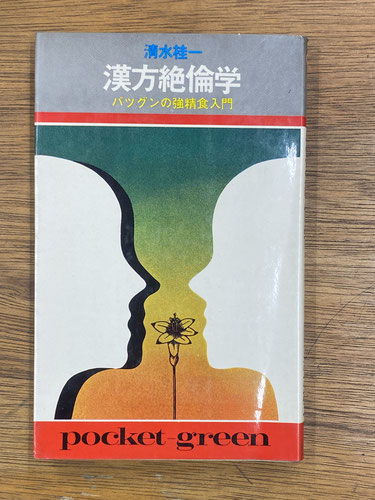 清水桂一
漢方絶倫学
バツグンの強精食入門
pocket-green